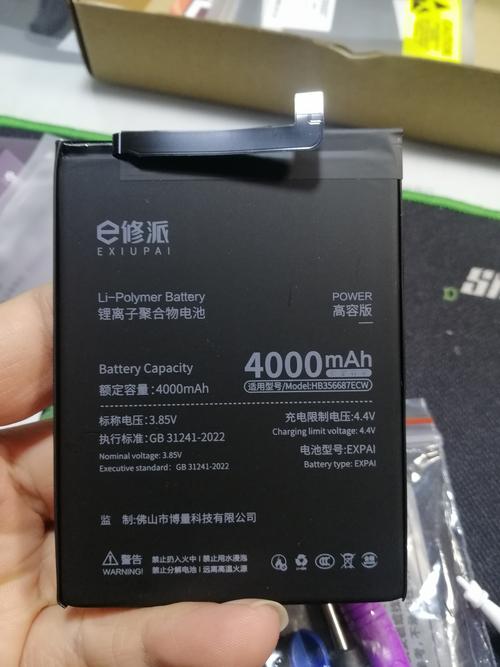 e修派
EXIUPAI
Li-Polymer Battery
锂离子聚合物电池
POWER
高容版
Battery Capacity
额定容量:4000mAh
4000mAh
适用型号/Model:HB356687ECW
标称电压:3.85V
执行标准:GB 31241-2022
Nominal voltage: 3.85V
Executive standard: GB 31241-2022
充电限制电压:4.4V
Charging limit voltage: 4.4V
电池型号:EXPAI
Battery type: EXPAI
监 制:佛山市博量科技有限公司
警告
WARNING!
禁止扔入火中 | 禁止用水浸泡
禁止分解电池 | 远离高温火源